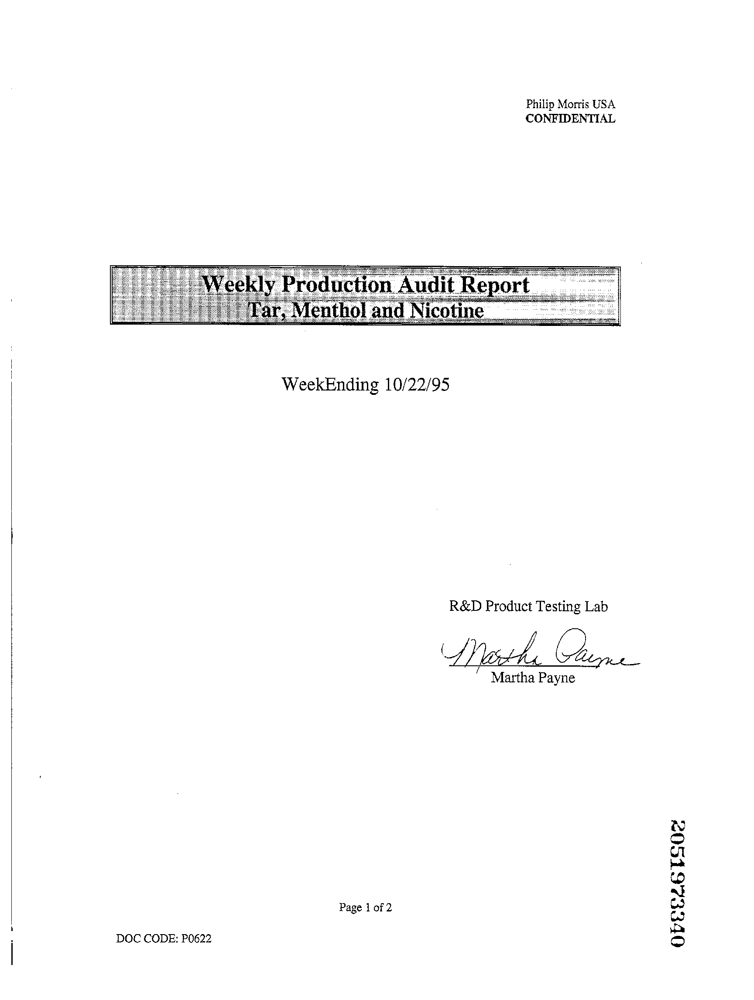 Philip Morris USA
CONFIDENTIAL
Weekly Production Audit Report
Tar, Menthol and Nicotine
WeekEnding 10/22/95
R&D Product Testing Lab
Martha Payne
Martha Payne
Page 1 of 2
DOC CODE: P0622
2051973340